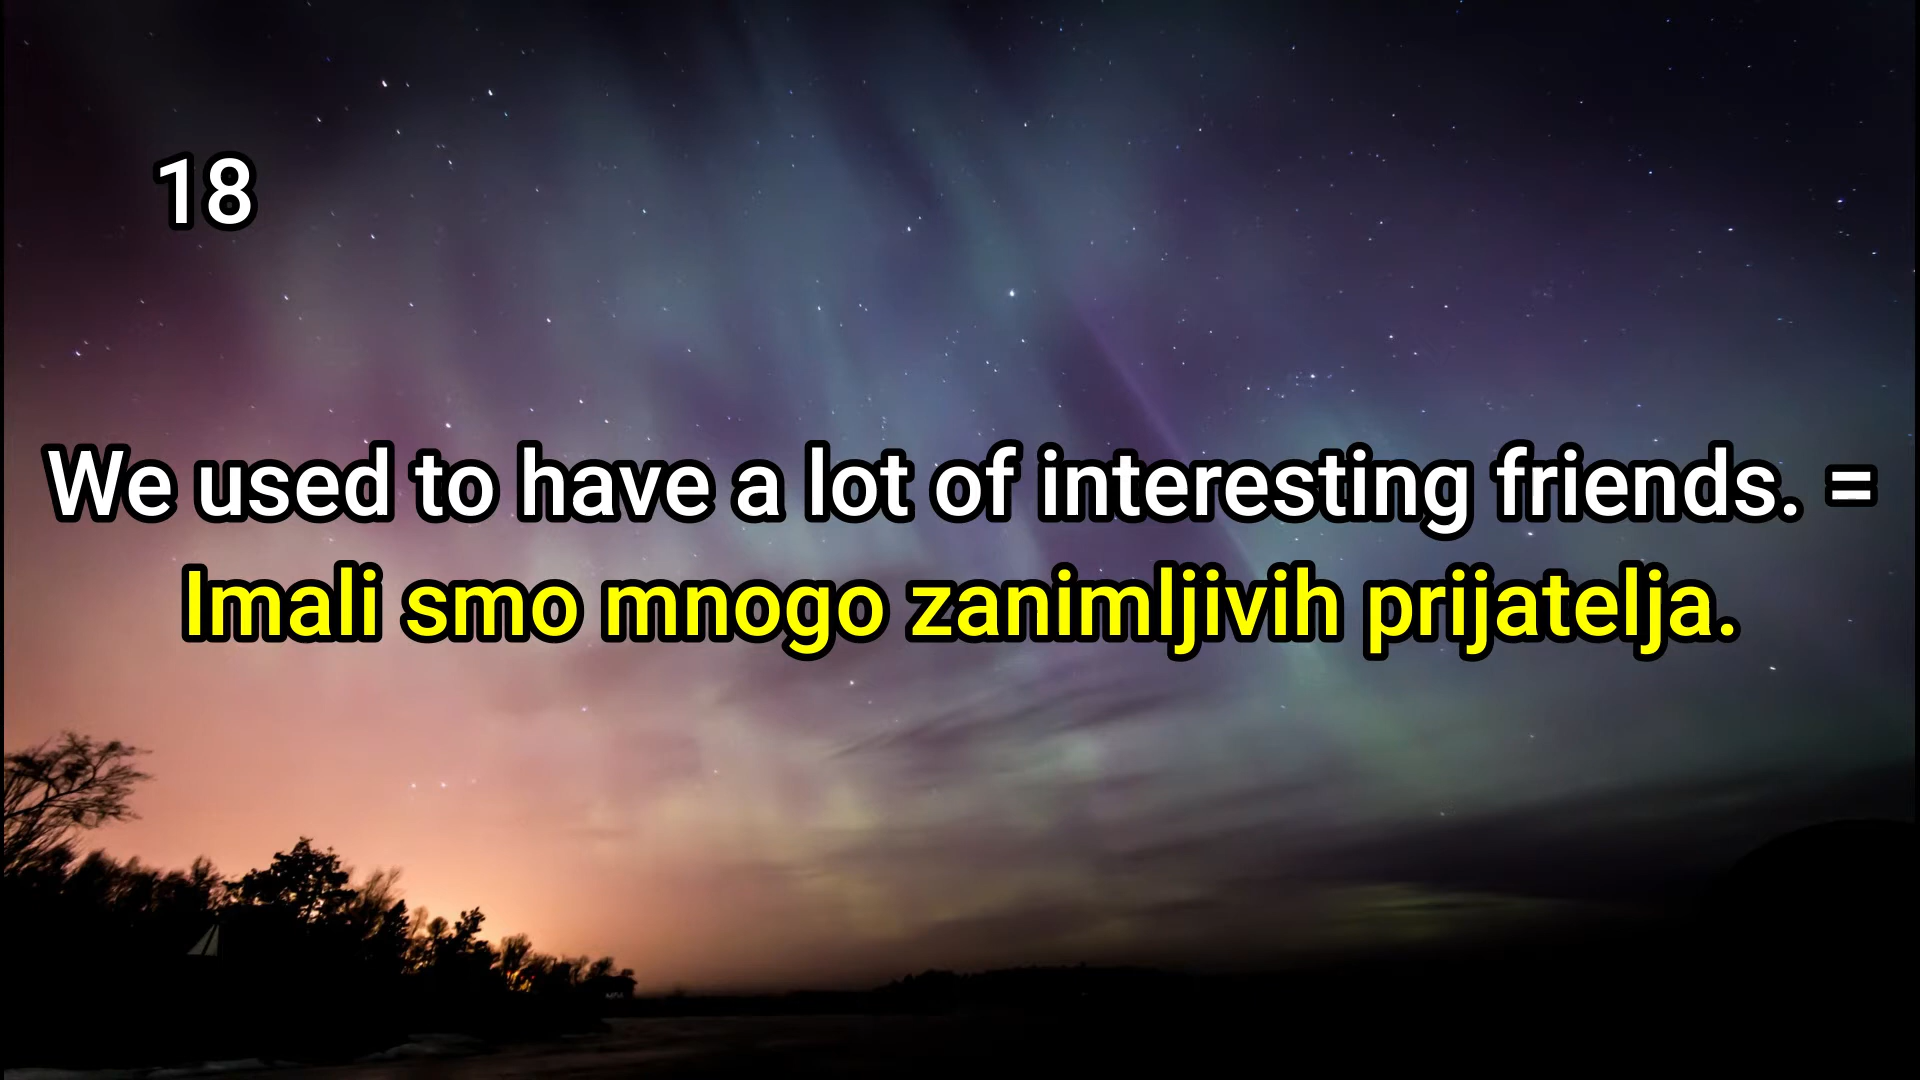 18
We used to have a lot of interesting friends. =
Imali smo mnogo zanimljivih prijatelja.